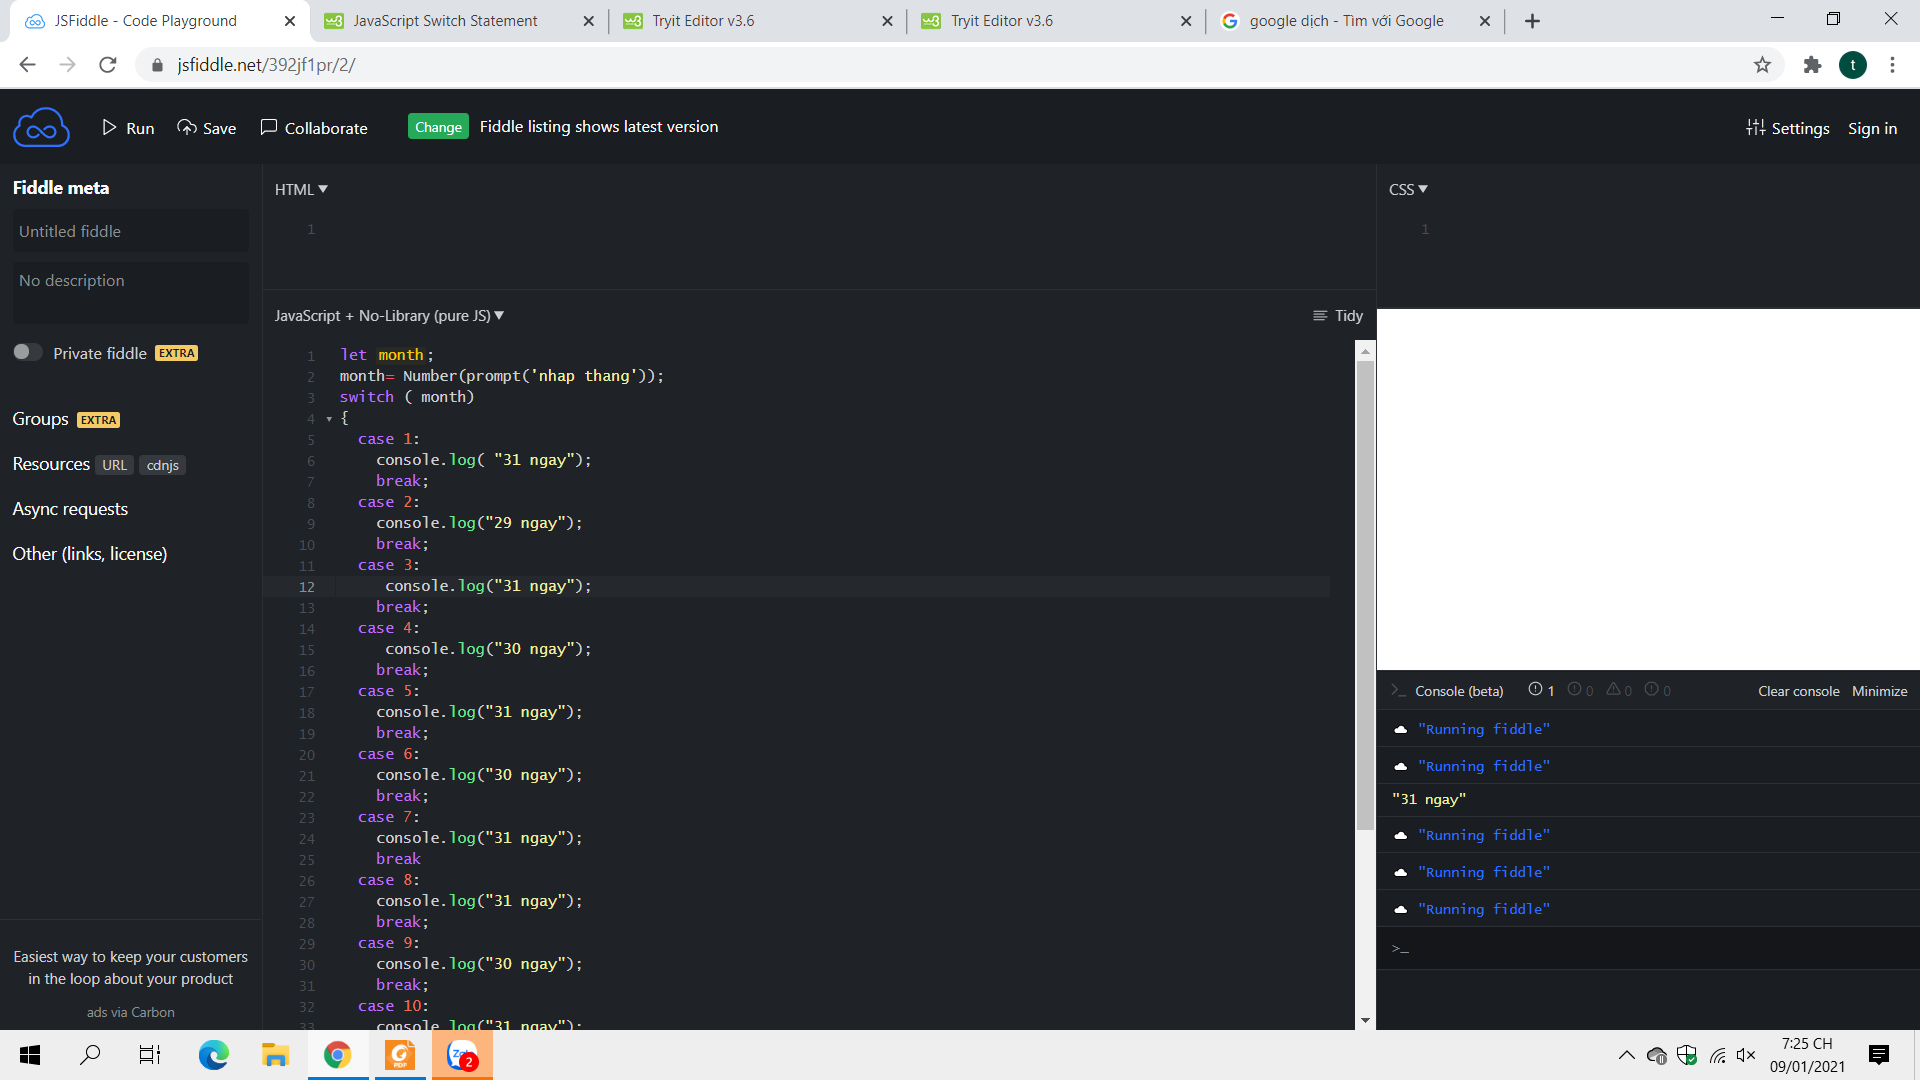 JSFiddle - Code Playground
JavaScript Switch Statement
Tryit Editor v3.6
Tryit Editor v3.6
google dịch - Tìm với Google
jsfiddle.net/392jf1pr/2/
t
Run
Save
Collaborate
Change
Fiddle listing shows latest version
Settings
Sign in
Fiddle meta
Untitled fiddle
No description
Private fiddle EXTRA
Groups EXTRA
Resources URL cdnjs
Async requests
Other (links, license)
Easiest way to keep your customers
in the loop about your product
ads via Carbon
HTML
1
CSS
1
JavaScript + No-Library (pure JS)
Tidy
1 let month;
2 month= Number(prompt('nhap thang'));
3 switch ( month)
4 {
5 case 1:
6 console.log( "31 ngay");
7 break;
8 case 2:
9 console.log("29 ngay");
10 break;
11 case 3:
12 console.log("31 ngay");
13 break;
14 case 4:
15 console.log("30 ngay");
16 break;
17 case 5:
18 console.log("31 ngay");
19 break;
20 case 6:
21 console.log("30 ngay");
22 break;
23 case 7:
24 console.log("31 ngay");
25 break
26 case 8:
27 console.log("31 ngay");
28 break;
29 case 9:
30 console.log("30 ngay");
31 break;
32 case 10:
33 console.log("31 ngay");
>_ Console (beta) 1 0 0 0 Clear console Minimize
"Running fiddle"
"Running fiddle"
"31 ngay"
"Running fiddle"
"Running fiddle"
"Running fiddle"
>_
PDF
Zalo
2
7:25 CH
09/01/2021